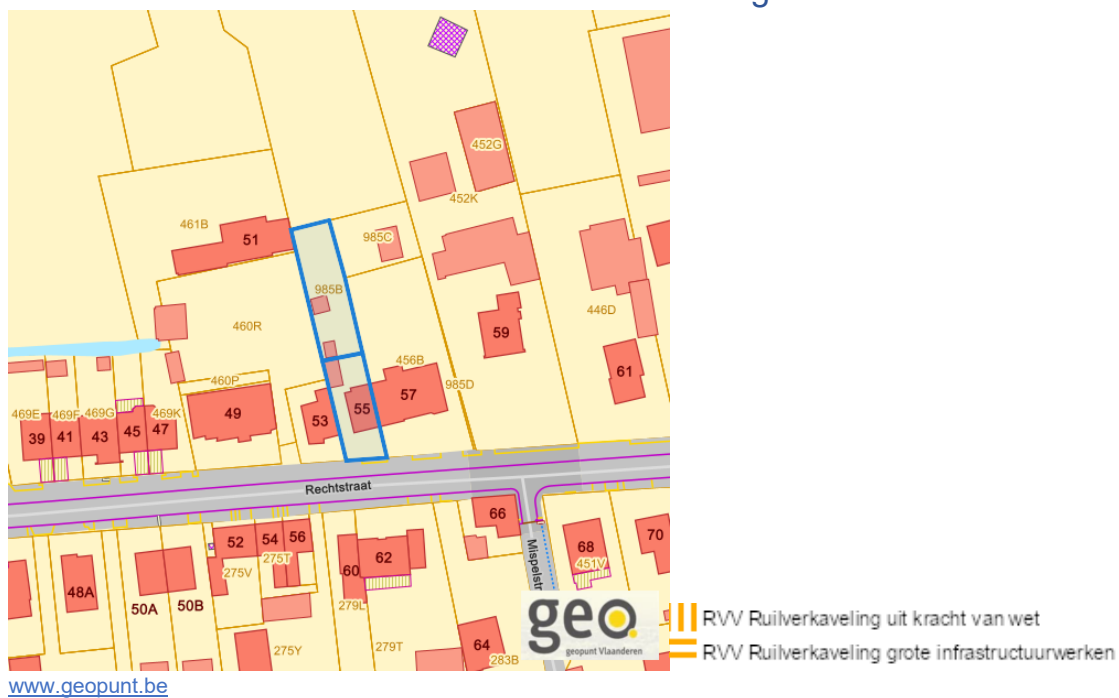 g
452G
452K
461B
51
985C
985B
460R
446D
59
456B
985D
57
61
460P
469E
469F
469G
469K
49
53
55
39
41
43
45
47
Rechtstraat
66
52
54
56
62
68
70
275V
275T
60
451V
48A
50A
50B
279L
Mispelstr
275Y
279T
64
283B
geo
geopunt Vlaanderen
RVV Ruilverkaveling uit kracht van wet
RVV Ruilverkaveling grote infrastructuurwerken
www.geopunt.be